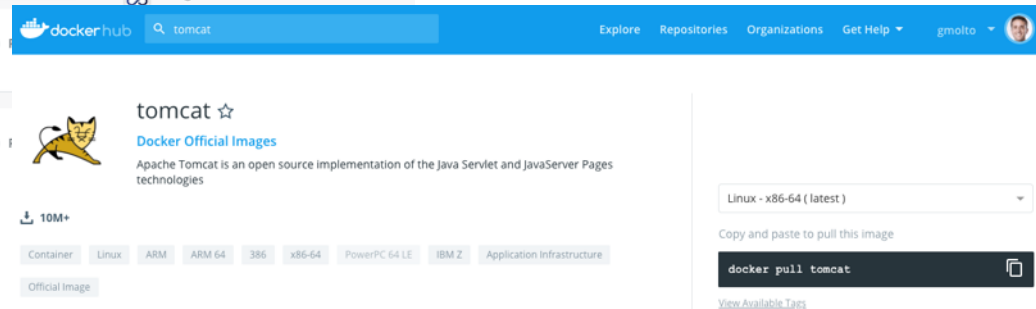 dockerhub
tomcat
Explore Repositories Organizations Get Help gmolto
tomcat
Docker Official Images
Apache Tomcat is an open source implementation of the Java Servlet and JavaServer Pages
technologies
10M+
Container Linux ARM ARM 64 386 x86-64 PowerPC 64 LE IBM Z Application Infrastructure
Official Image
Linux - x86-64 ( latest )
Copy and paste to pull this image
docker pull tomcat
View Available Tags